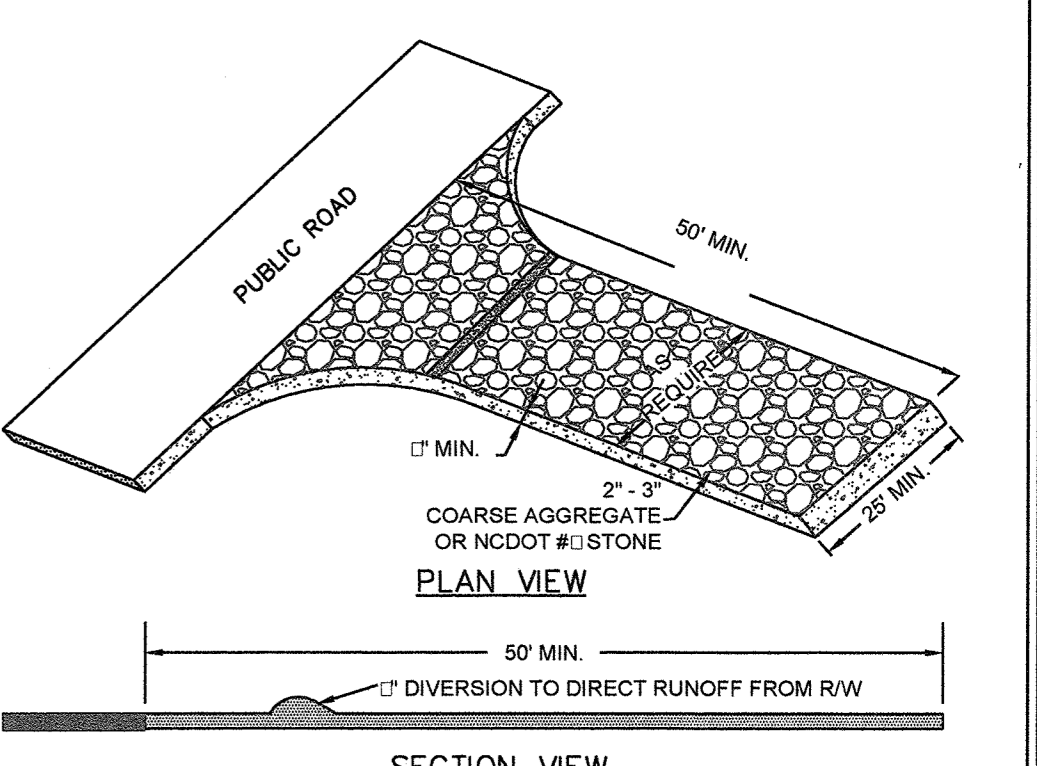 PUBLIC ROAD
50' MIN.
AS
REQUIRED
□" MIN.
2" - 3"
COARSE AGGREGATE
OR NCDOT #□ STONE
25' MIN.
PLAN VIEW
50' MIN.
□" DIVERSION TO DIRECT RUNOFF FROM R/W
SECTION VIEW